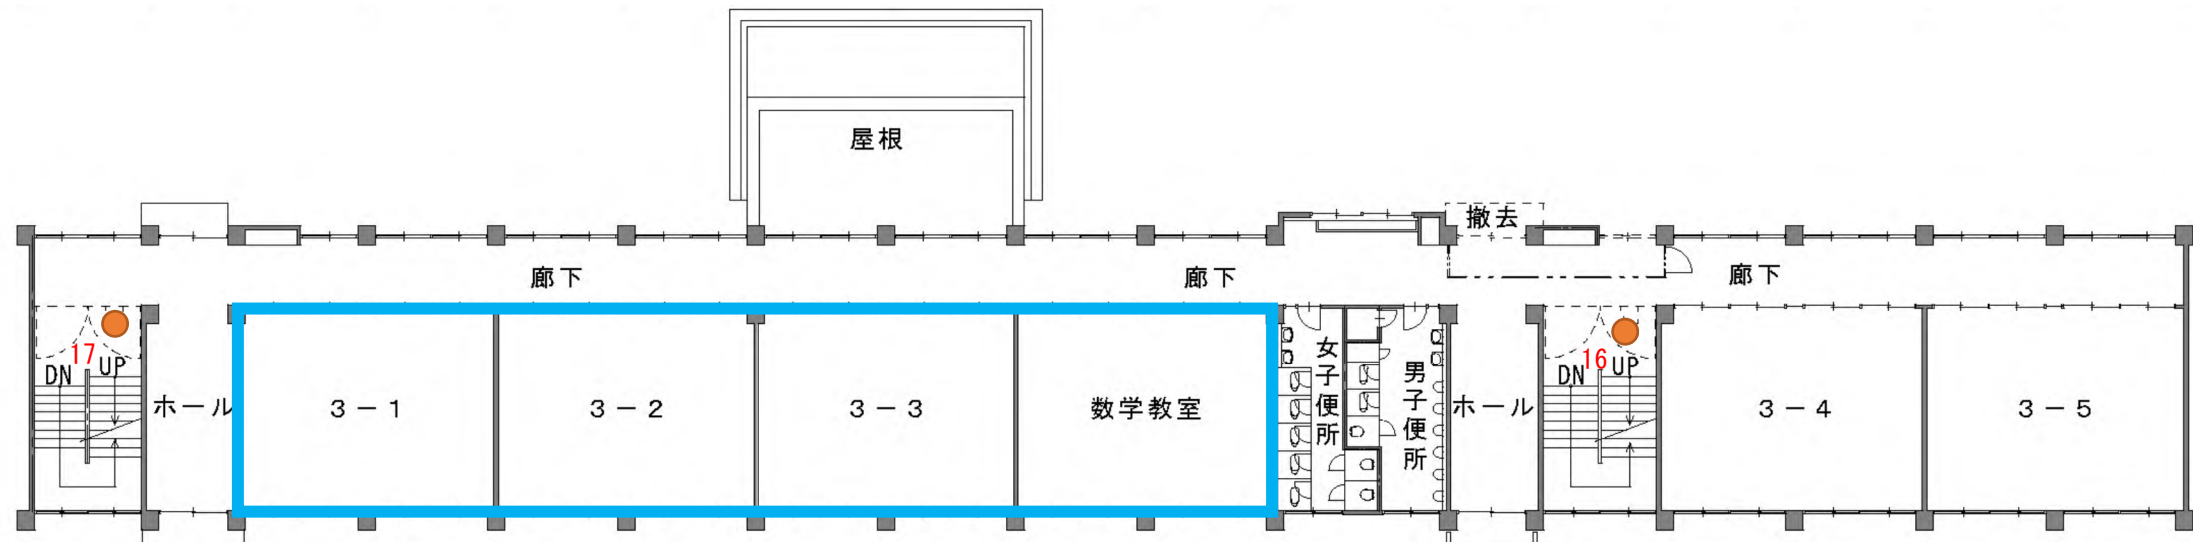 屋根
撤去
廊下
廊下
廊下
17
DN
UP
ホール
3－1
3－2
3－3
数学教室
女子便所
男子便所
ホール
16
DN
UP
3－4
3－5